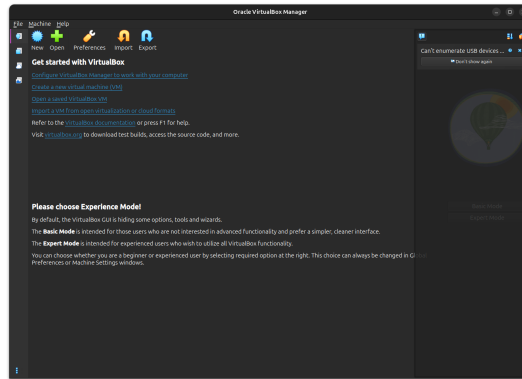 Oracle VirtualBox Manager
File Machine Help
New Open Preferences Import Export
Can't enumerate USB devices ...
Don't show again
Get started with VirtualBox
Configure VirtualBox Manager to work with your computer
Create a new virtual machine (VM)
Open a saved VirtualBox VM
Import a VM from open virtualization or cloud formats
Refer to the VirtualBox documentation or press F1 for help.
Visit virtualbox.org to download test builds, access the source code, and more.
Please choose Experience Mode!
Basic Mode
Expert Mode
By default, the VirtualBox GUI is hiding some options, tools and wizards.
The Basic Mode is intended for those users who are not interested in advanced functionality and prefer a simpler, cleaner interface.
The Expert Mode is intended for experienced users who wish to utilize all VirtualBox functionality.
You can choose whether you are a beginner or experienced user by selecting required option at the right. This choice can always be changed in
Preferences or Machine Settings windows.